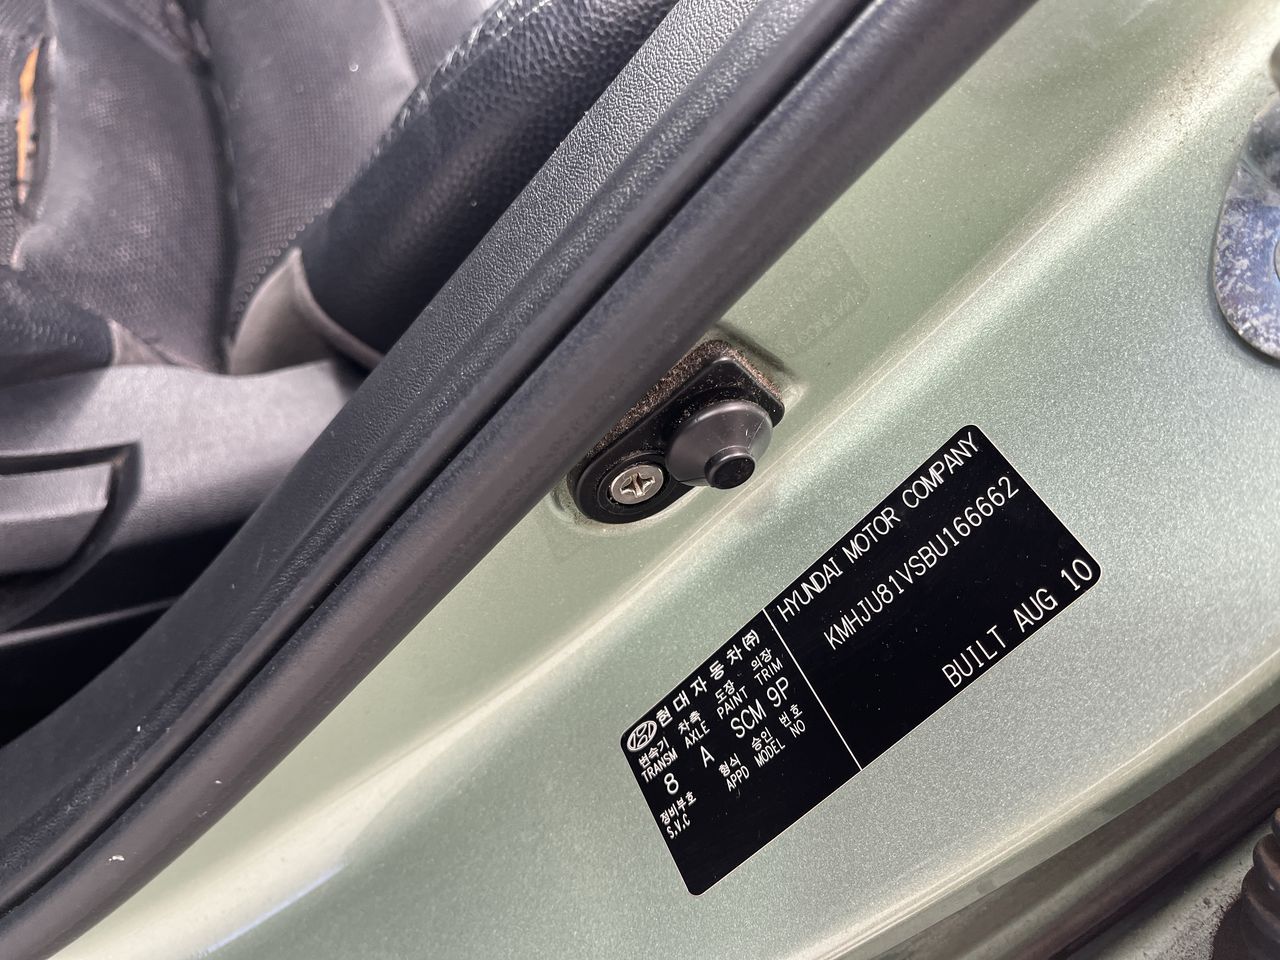 현대자동차(주)
변속기 차축 도장 의장
TRANSM AXLE PAINT TRIM
8 A SCM 9P
정비부호 형식 승인 번호
S.V.C APPD MODEL NO
HYUNDAI MOTOR COMPANY
KMHJU81VSBU166662
BUILT AUG 10